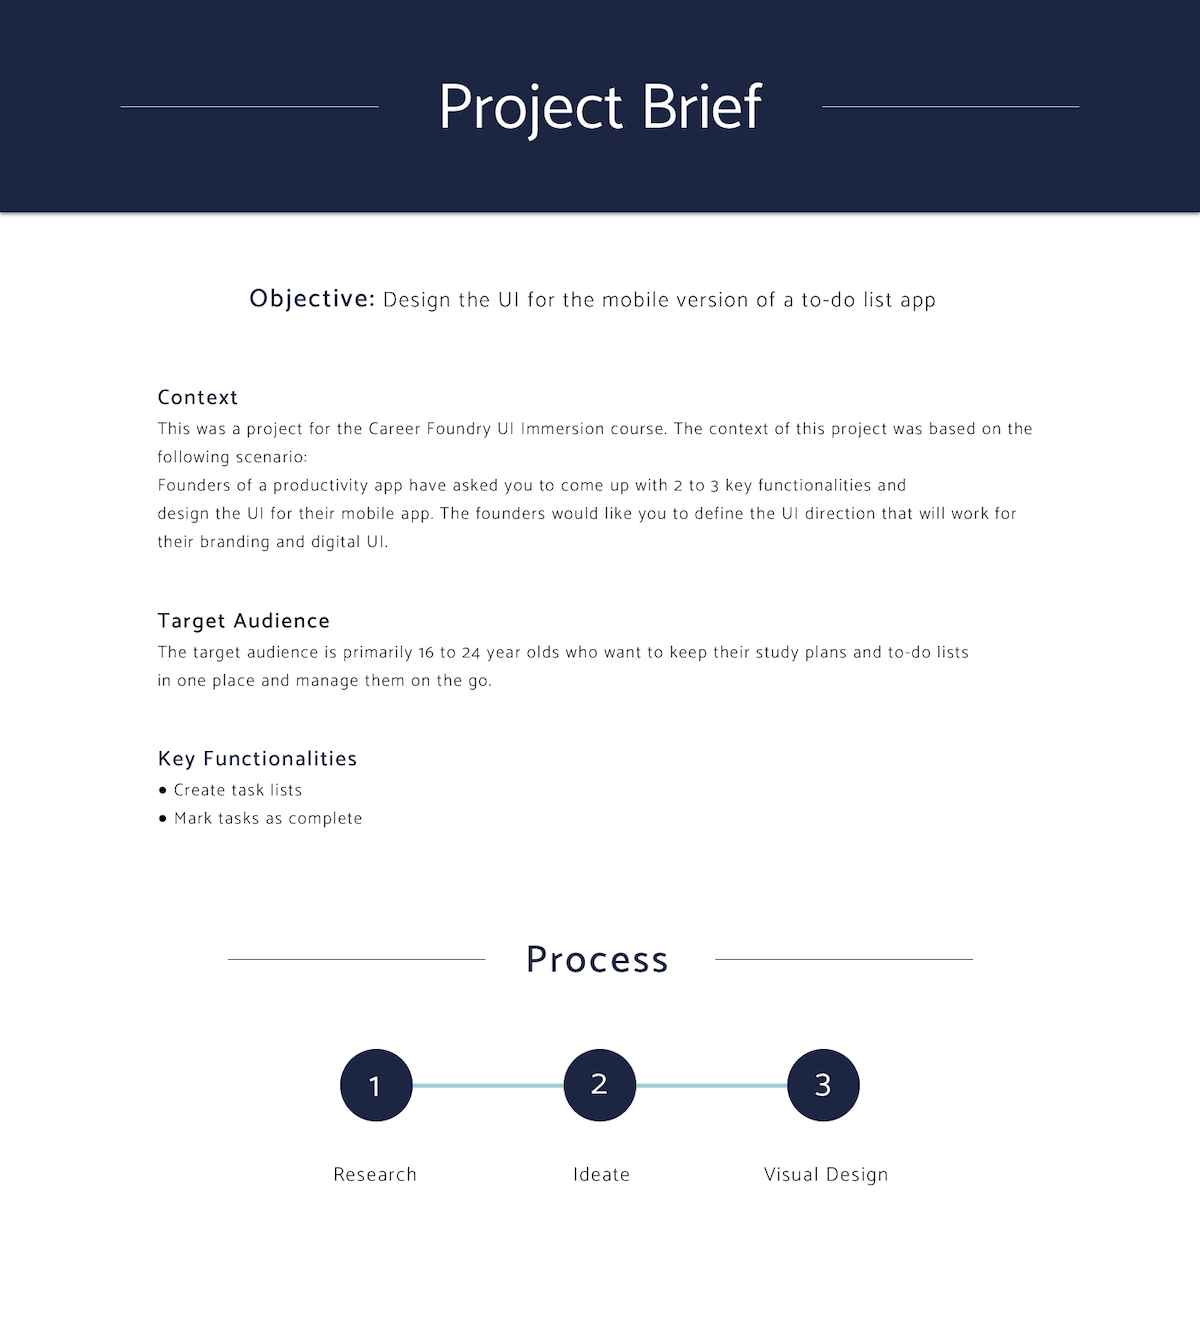 Project Brief
Objective: Design the UI for the mobile version of a to-do list app
Context
This was a project for the Career Foundry UI Immersion course. The context of this project was based on the
following scenario:
Founders of a productivity app have asked you to come up with 2 to 3 key functionalities and
design the UI for their mobile app. The founders would like you to define the UI direction that will work for
their branding and digital UI.
Target Audience
The target audience is primarily 16 to 24 year olds who want to keep their study plans and to-do lists
in one place and manage them on the go.
Key Functionalities
● Create task lists
● Mark tasks as complete
Process
1 2 3
Research Ideate Visual Design